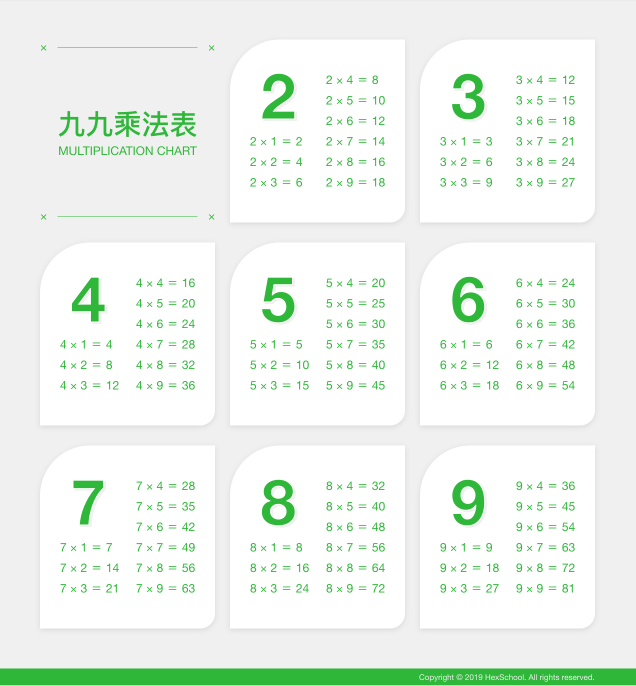 ×
×
九九乘法表
MULTIPLICATION CHART
×
×
2
2 × 1 = 2
2 × 2 = 4
2 × 3 = 6
2 × 4 = 8
2 × 5 = 10
2 × 6 = 12
2 × 7 = 14
2 × 8 = 16
2 × 9 = 18
3
3 × 1 = 3
3 × 2 = 6
3 × 3 = 9
3 × 4 = 12
3 × 5 = 15
3 × 6 = 18
3 × 7 = 21
3 × 8 = 24
3 × 9 = 27
4
4 × 1 = 4
4 × 2 = 8
4 × 3 = 12
4 × 4 = 16
4 × 5 = 20
4 × 6 = 24
4 × 7 = 28
4 × 8 = 32
4 × 9 = 36
5
5 × 1 = 5
5 × 2 = 10
5 × 3 = 15
5 × 4 = 20
5 × 5 = 25
5 × 6 = 30
5 × 7 = 35
5 × 8 = 40
5 × 9 = 45
6
6 × 1 = 6
6 × 2 = 12
6 × 3 = 18
6 × 4 = 24
6 × 5 = 30
6 × 6 = 36
6 × 7 = 42
6 × 8 = 48
6 × 9 = 54
7
7 × 1 = 7
7 × 2 = 14
7 × 3 = 21
7 × 4 = 28
7 × 5 = 35
7 × 6 = 42
7 × 7 = 49
7 × 8 = 56
7 × 9 = 63
8
8 × 1 = 8
8 × 2 = 16
8 × 3 = 24
8 × 4 = 32
8 × 5 = 40
8 × 6 = 48
8 × 7 = 56
8 × 8 = 64
8 × 9 = 72
9
9 × 1 = 9
9 × 2 = 18
9 × 3 = 27
9 × 4 = 36
9 × 5 = 45
9 × 6 = 54
9 × 7 = 63
9 × 8 = 72
9 × 9 = 81
Copyright © 2019 HexSchool. All rights reserved.